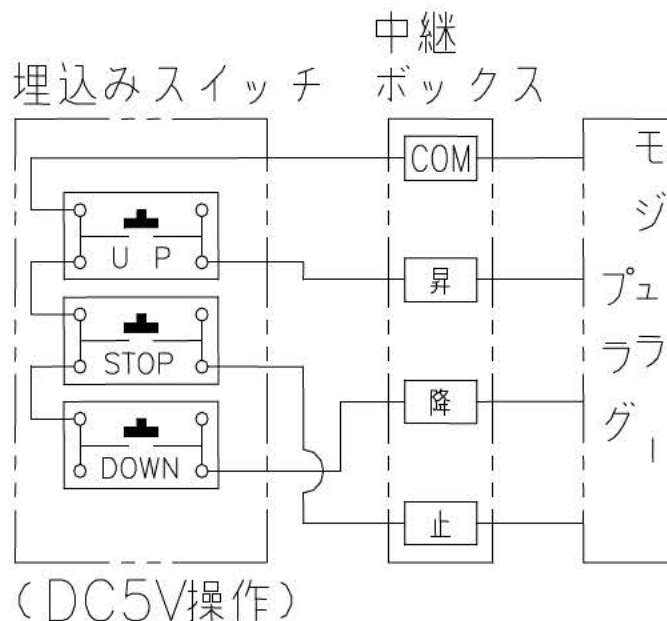 埋込みスイッチ
中継
ボックス
モジュラー
プラグ
COM
UP
昇
STOP
降
DOWN
止
(DC5V操作)